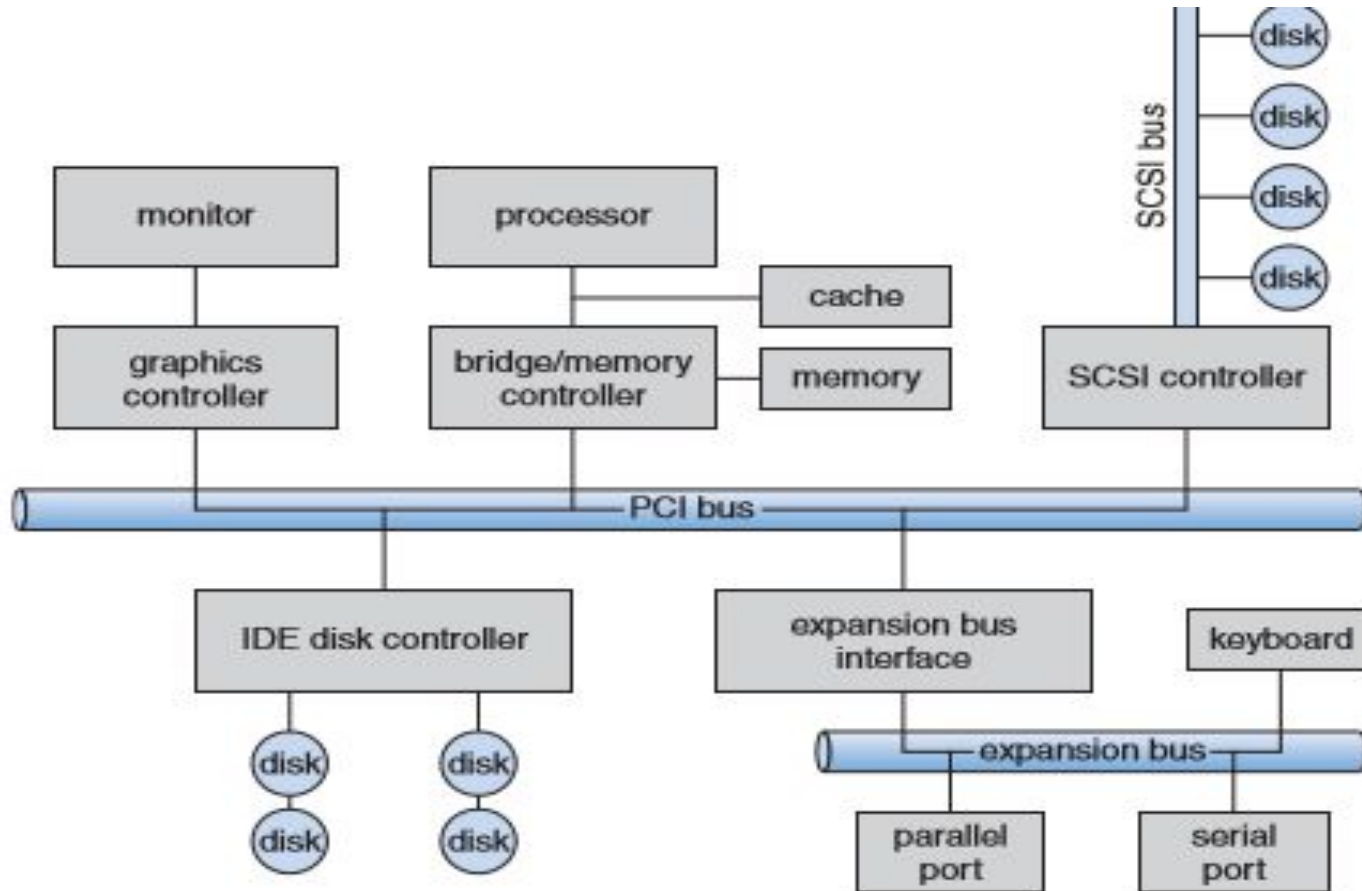 disk
disk
SCSI bus
disk
disk
monitor
processor
cache
graphics
controller
bridge/memory
controller
memory
SCSI controller
PCI bus
IDE disk controller
expansion bus
interface
keyboard
disk
disk
expansion bus
disk
disk
parallel
port
serial
port